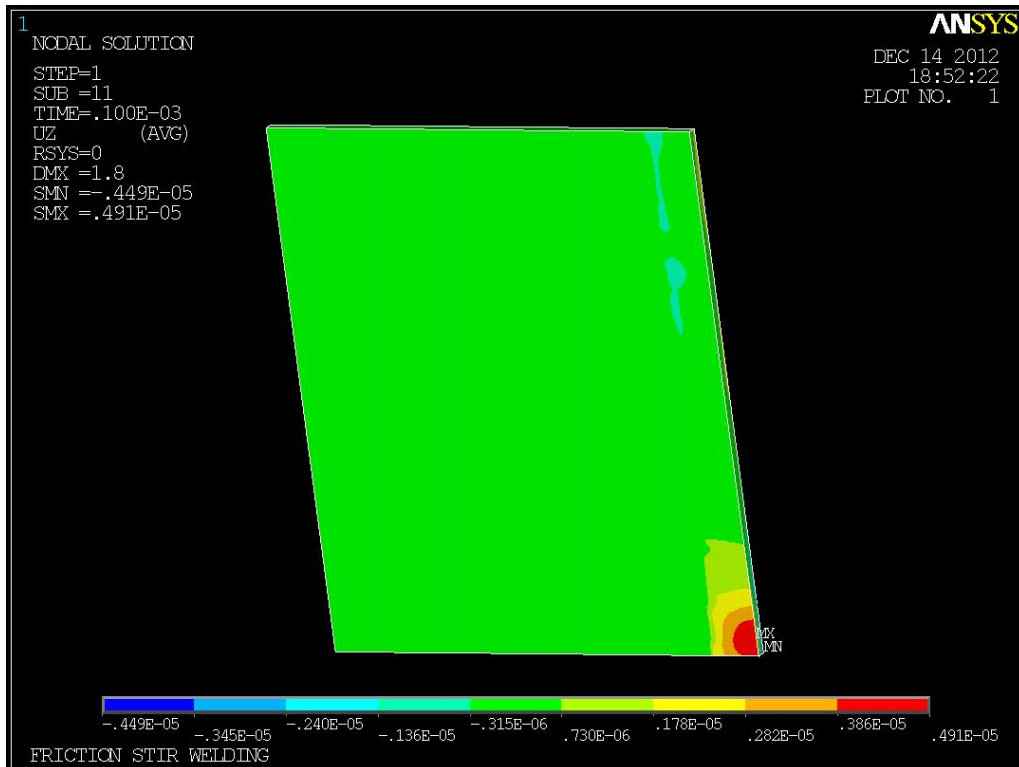 1
ANSYS
NODAL SOLUTION
DEC 14 2012
18:52:22
PLOT NO. 1
STEP=1
SUB =11
TIME=.100E-03
UZ (AVG)
RSYS=0
DMX =1.8
SMN =-.449E-05
SMX =.491E-05
MX
MN
-.449E-05 -.240E-05 -.315E-06 .178E-05 .386E-05
-.345E-05 -.136E-05 .730E-06 .282E-05 .491E-05
FRICTION STIR WELDING